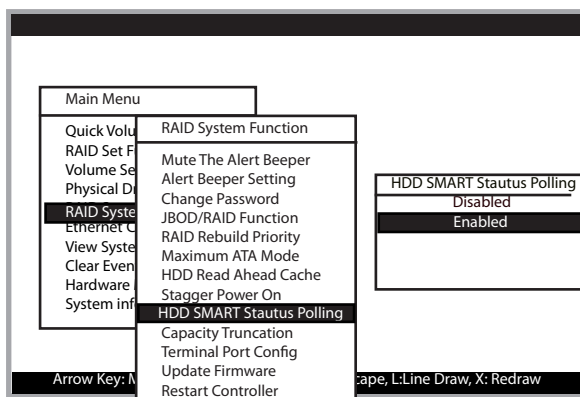 Main Menu
Quick Volu
RAID Set F
Volume Se
Physical Dr
RAID Syste
Ethernet C
View Syste
Clear Even
Hardware
System inf
RAID System Function
Mute The Alert Beeper
Alert Beeper Setting
Change Password
JBOD/RAID Function
RAID Rebuild Priority
Maximum ATA Mode
HDD Read Ahead Cache
Stagger Power On
HDD SMART Stautus Polling
Capacity Truncation
Terminal Port Config
Update Firmware
Restart Controller
HDD SMART Stautus Polling
Disabled
Enabled
Arrow Key: M cape, L:Line Draw, X: Redraw